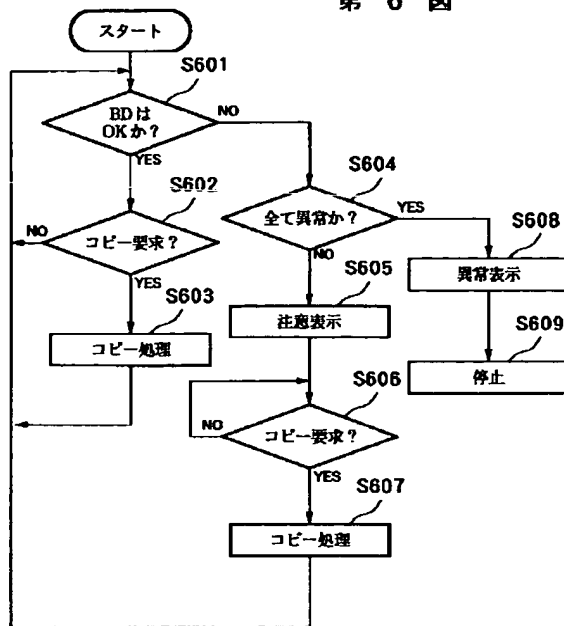 第 6 図
スタート
S601
BDは
OKか？
NO
YES
S602
コピー要求？
NO
YES
S603
コピー処理
S604
全て異常か？
YES
NO
S605
注意表示
S606
コピー要求？
NO
YES
S607
コピー処理
S608
異常表示
S609
停止